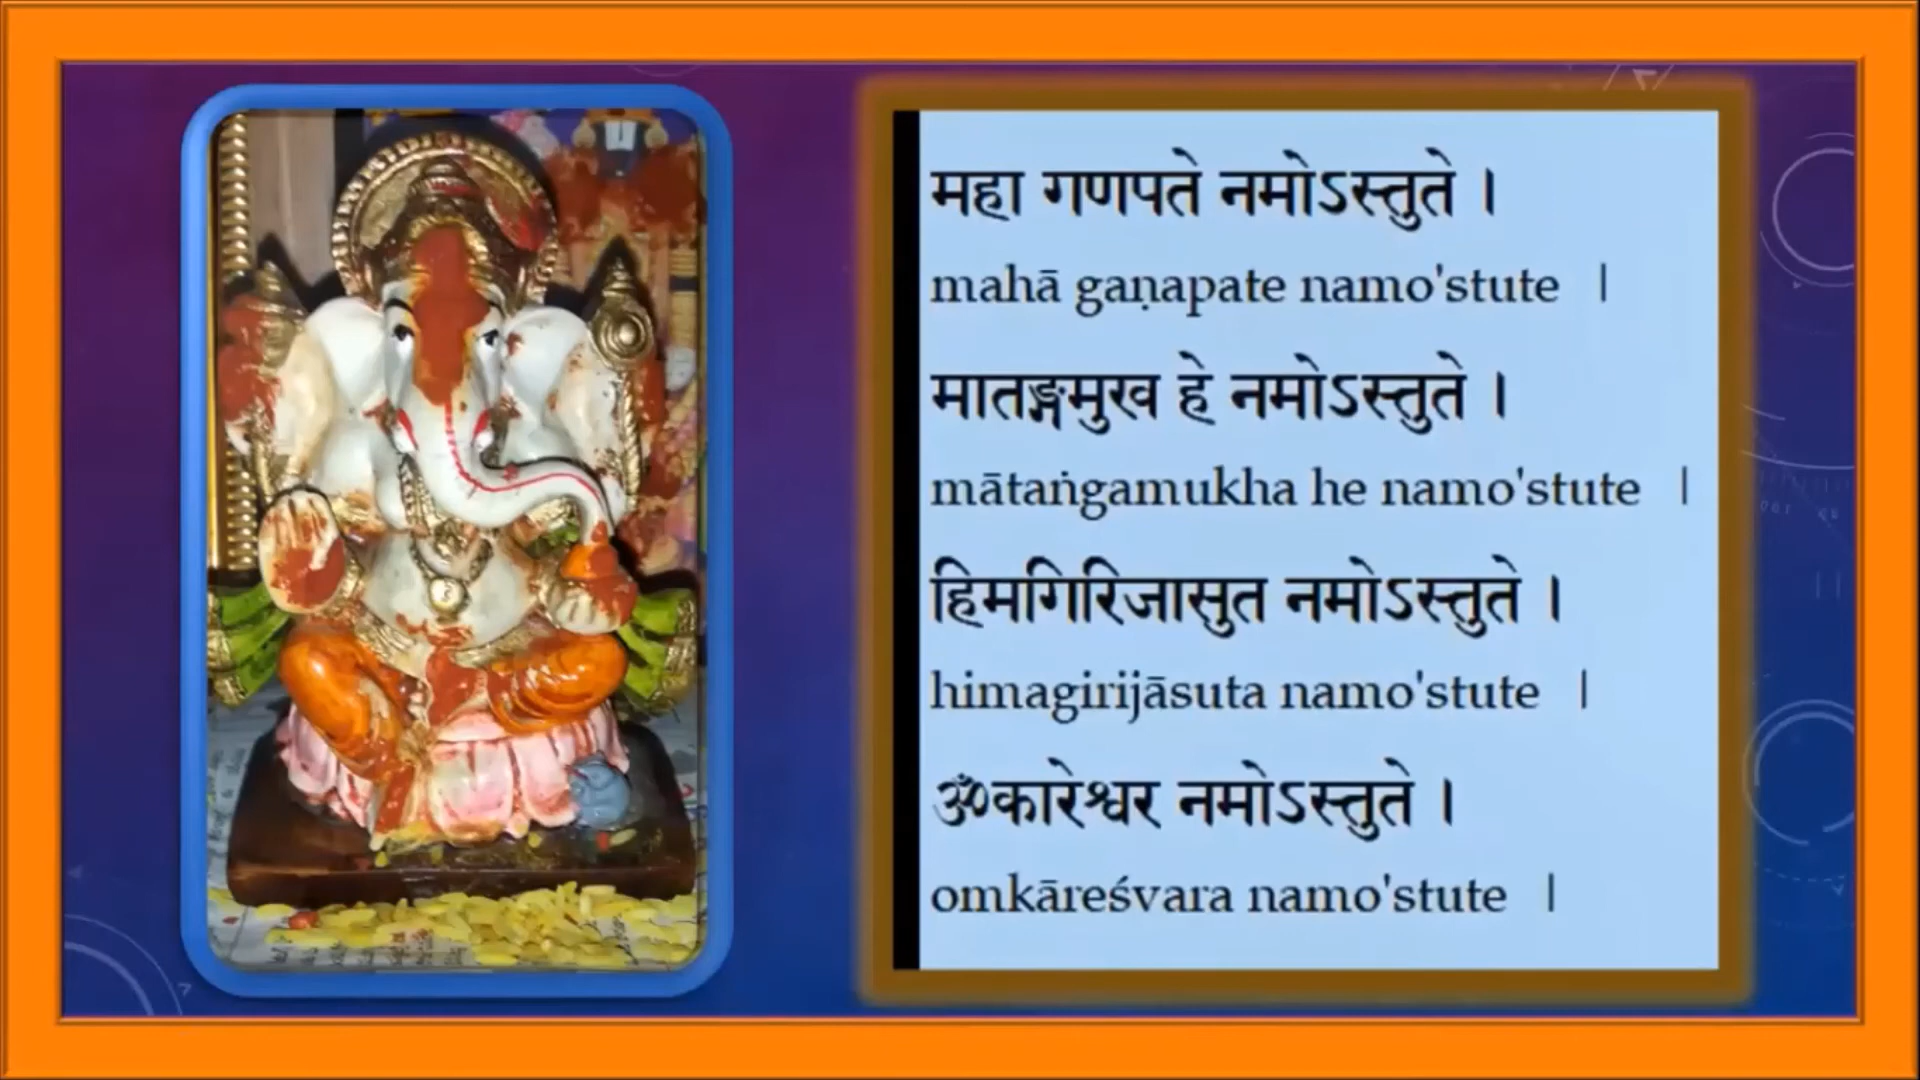 महा गणपते नमोऽस्तुते ।
mahā gaṇapate namo'stute |
मातङ्गमुख हे नमोऽस्तुते ।
mātaṅgamukha he namo'stute |
हिमगिरिजासुत नमोऽस्तुते ।
himagirijāsuta namo'stute |
ॐकारेश्वर नमोऽस्तुते ।
omkāreśvara namo'stute |